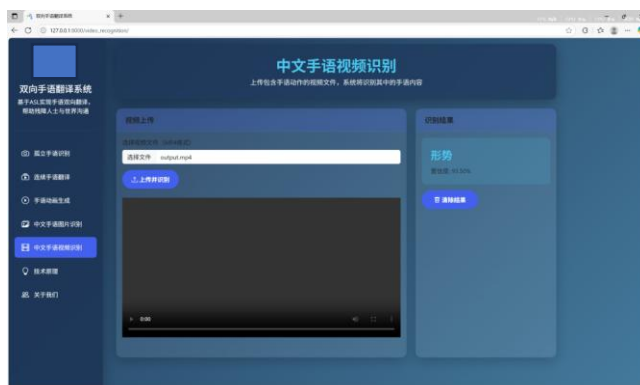 双向手语翻译系统
127.0.0.1:8000/video_recognition/
双向手语翻译系统
基于ASL实现手语双向翻译，
帮助残障人士与世界沟通
孤立手语识别
连续手语翻译
手语动画生成
中文手语图片识别
中文手语视频识别
技术原理
关于我们
中文手语视频识别
上传包含手语动作的视频文件，系统将识别其中的手语内容
视频上传
选择视频文件（MP4格式）
选择文件 output.mp4
上传并识别
0:00
识别结果
形势
清除结果